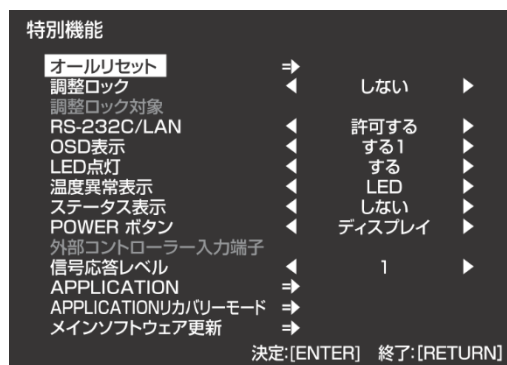 特別機能
オールリセット
調整ロック しない
調整ロック対象
RS-232C/LAN 許可する
OSD表示 する1
LED点灯 する
温度異常表示 LED
ステータス表示 しない
POWER ボタン ディスプレイ
外部コントローラー入力端子
信号応答レベル 1
APPLICATION
APPLICATIONリカバリーモード
メインソフトウェア更新
決定:[ENTER] 終了:[RETURN]